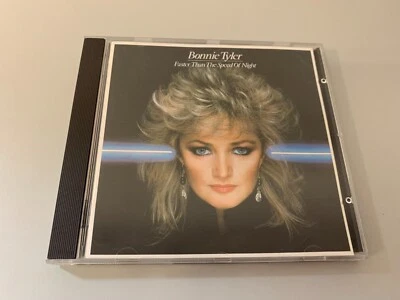 Bonnie Tyler
Faster Than The Speed Of Night